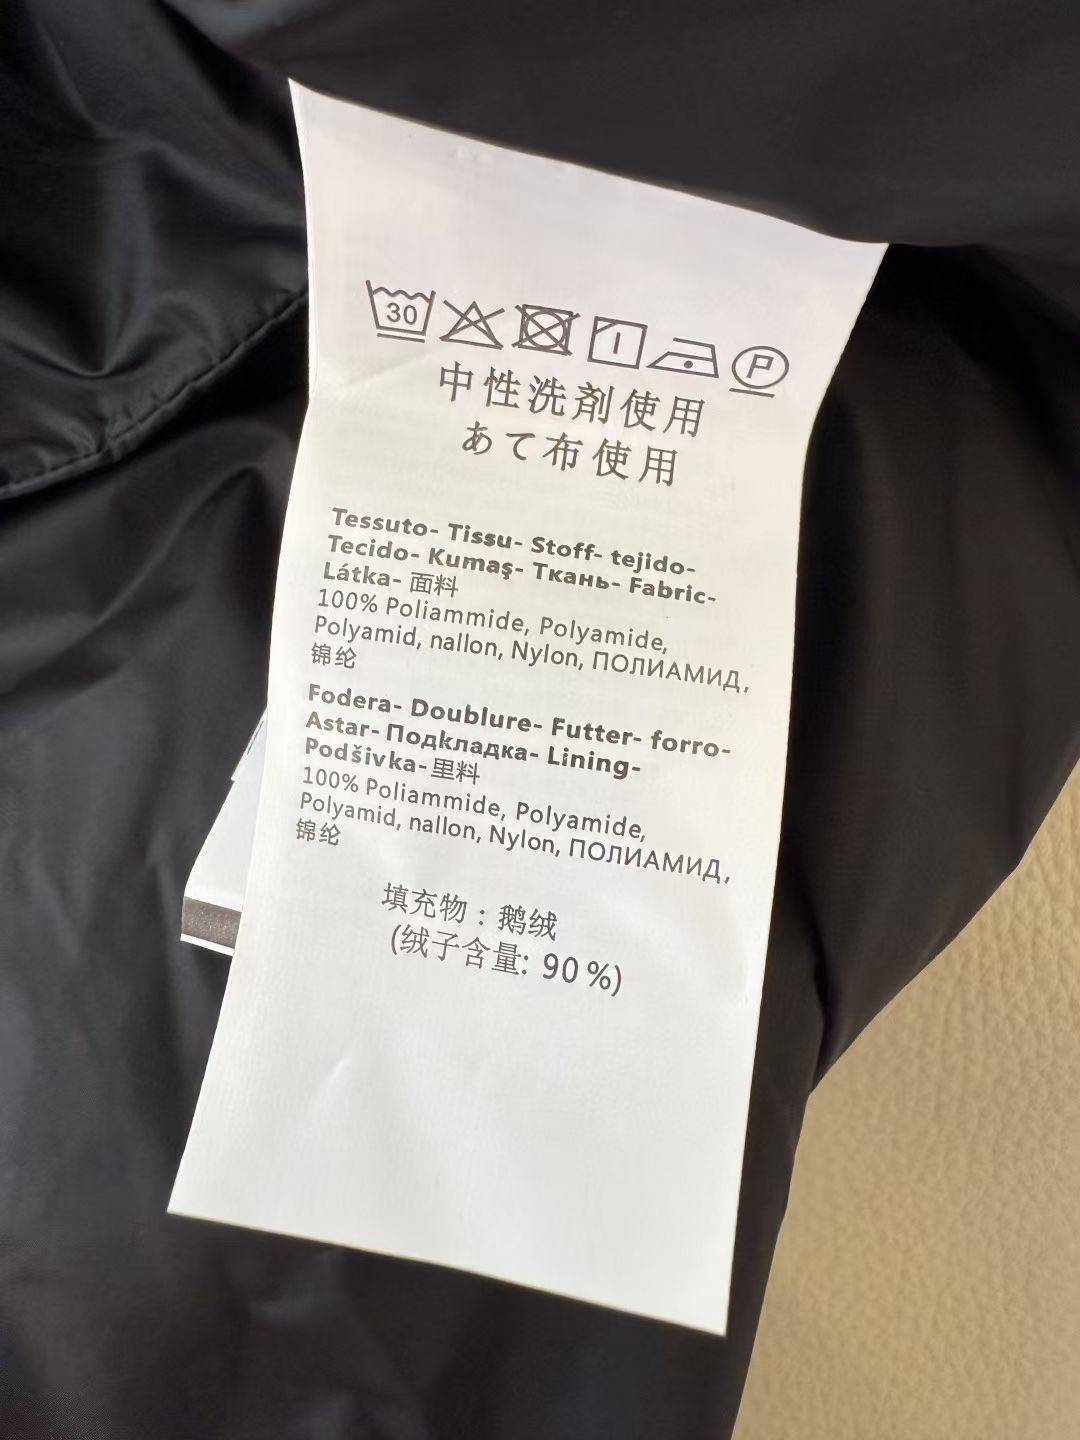 30
P
中性洗剤使用
あて布使用
Tessuto- Tissu- Stoff- tejido-
Tecido- Kumaş- Ткань- Fabric-
Látka- 面料
100% Poliammide, Polyamide,
Polyamid, nallon, Nylon, ПОЛИАМИД,
锦纶
Fodera- Doublure- Futter- forro-
Astar- Подкладка- Lining-
Podšivka- 里料
100% Poliammide, Polyamide,
Polyamid, nallon, Nylon, ПОЛИАМИД,
锦纶
填充物：鹅绒
(绒子含量: 90%)